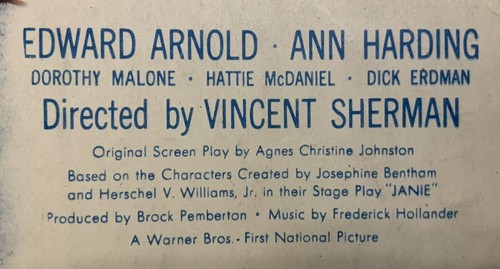 EDWARD ARNOLD · ANN HARDING
DOROTHY MALONE · HATTIE McDANIEL · DICK ERDMAN
Directed by VINCENT SHERMAN
Original Screen Play by Agnes Christine Johnston
Based on the Characters Created by Josephine Bentham
and Herschel V. Williams, Jr. in their Stage Play "JANIE"
Produced by Brock Pemberton · Music by Frederick Hollander
A Warner Bros.- First National Picture